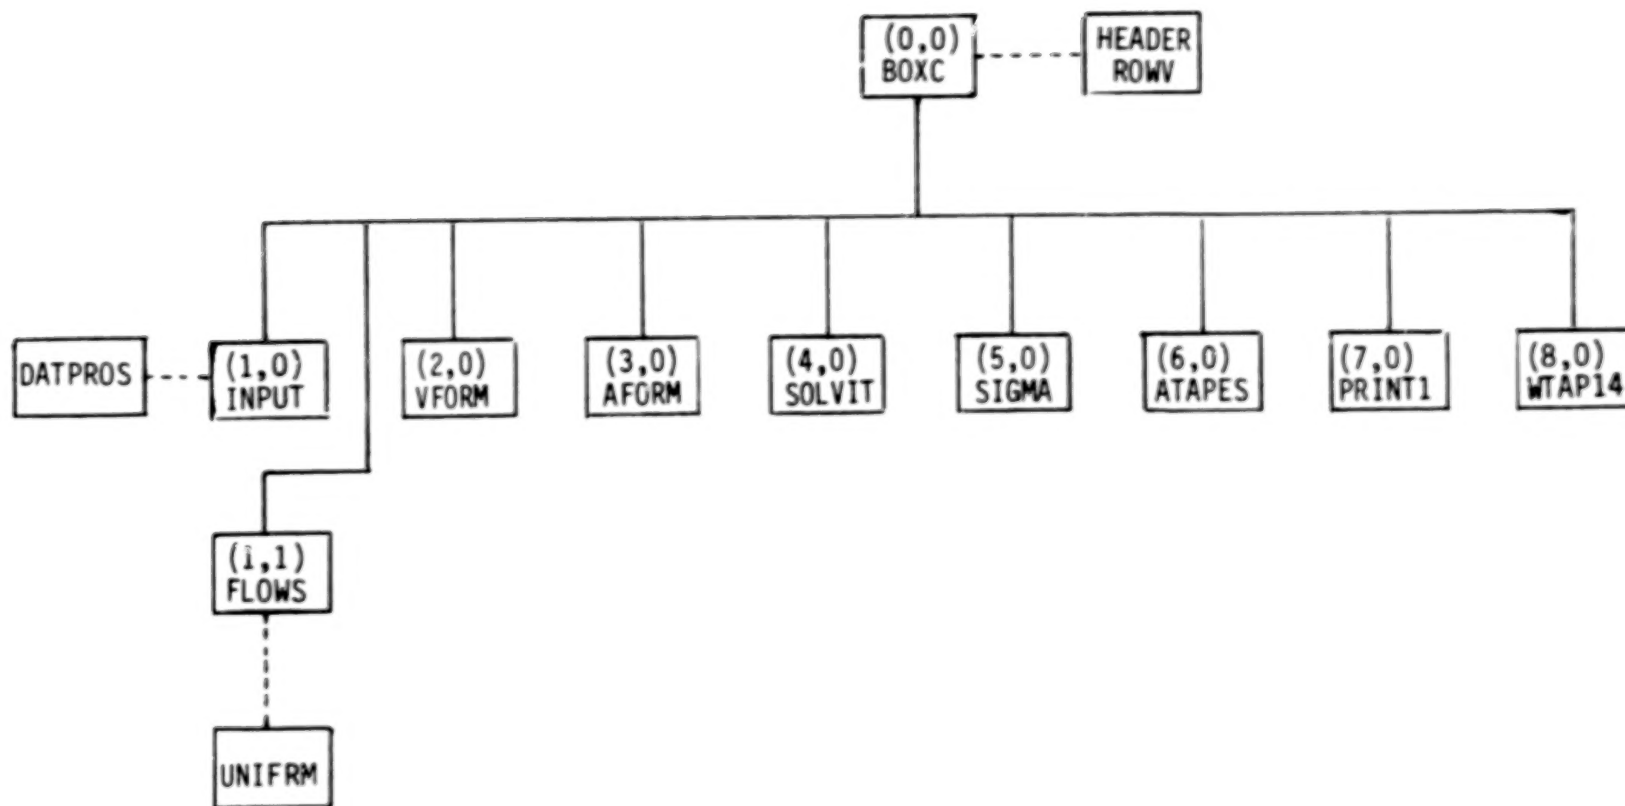 (0,0)
BOXC
HEADER
ROWV
DATPROS
(1,0)
INPUT
(2,0)
VFORM
(3,0)
AFORM
(4,0)
SOLVIT
(5,0)
SIGMA
(6,0)
ATAPES
(7,0)
PRINT1
(8,0)
WTAP14
(1,1)
FLOWS
UNIFRM